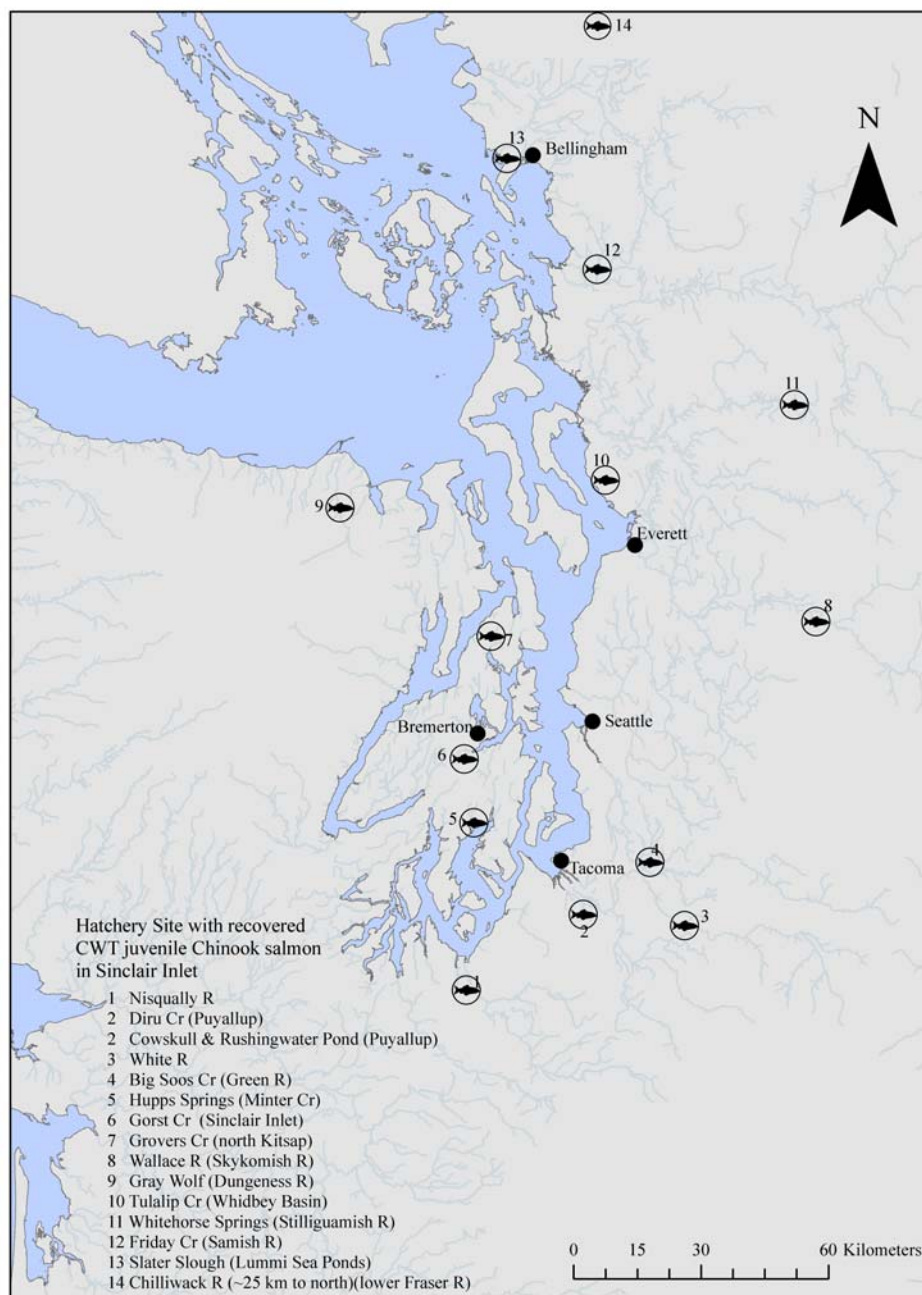 14
N
13
Bellingham
12
11
10
9
Everett
8
7
Bremerton
Seattle
6
5
4
Tacoma
3
2
1
Hatchery Site with recovered
CWT juvenile Chinook salmon
in Sinclair Inlet
1 Nisqually R
2 Diru Cr (Puyallup)
2 Cowskull & Rushingwater Pond (Puyallup)
3 White R
4 Big Soos Cr (Green R)
5 Hupps Springs (Minter Cr)
6 Gorst Cr (Sinclair Inlet)
7 Grovers Cr (north Kitsap)
8 Wallace R (Skykomish R)
9 Gray Wolf (Dungeness R)
10 Tulalip Cr (Whidbey Basin)
11 Whitehorse Springs (Stilliguamish R)
12 Friday Cr (Samish R)
13 Slater Slough (Lummi Sea Ponds)
14 Chilliwack R (~25 km to north)(lower Fraser R)
0 15 30 60 Kilometers